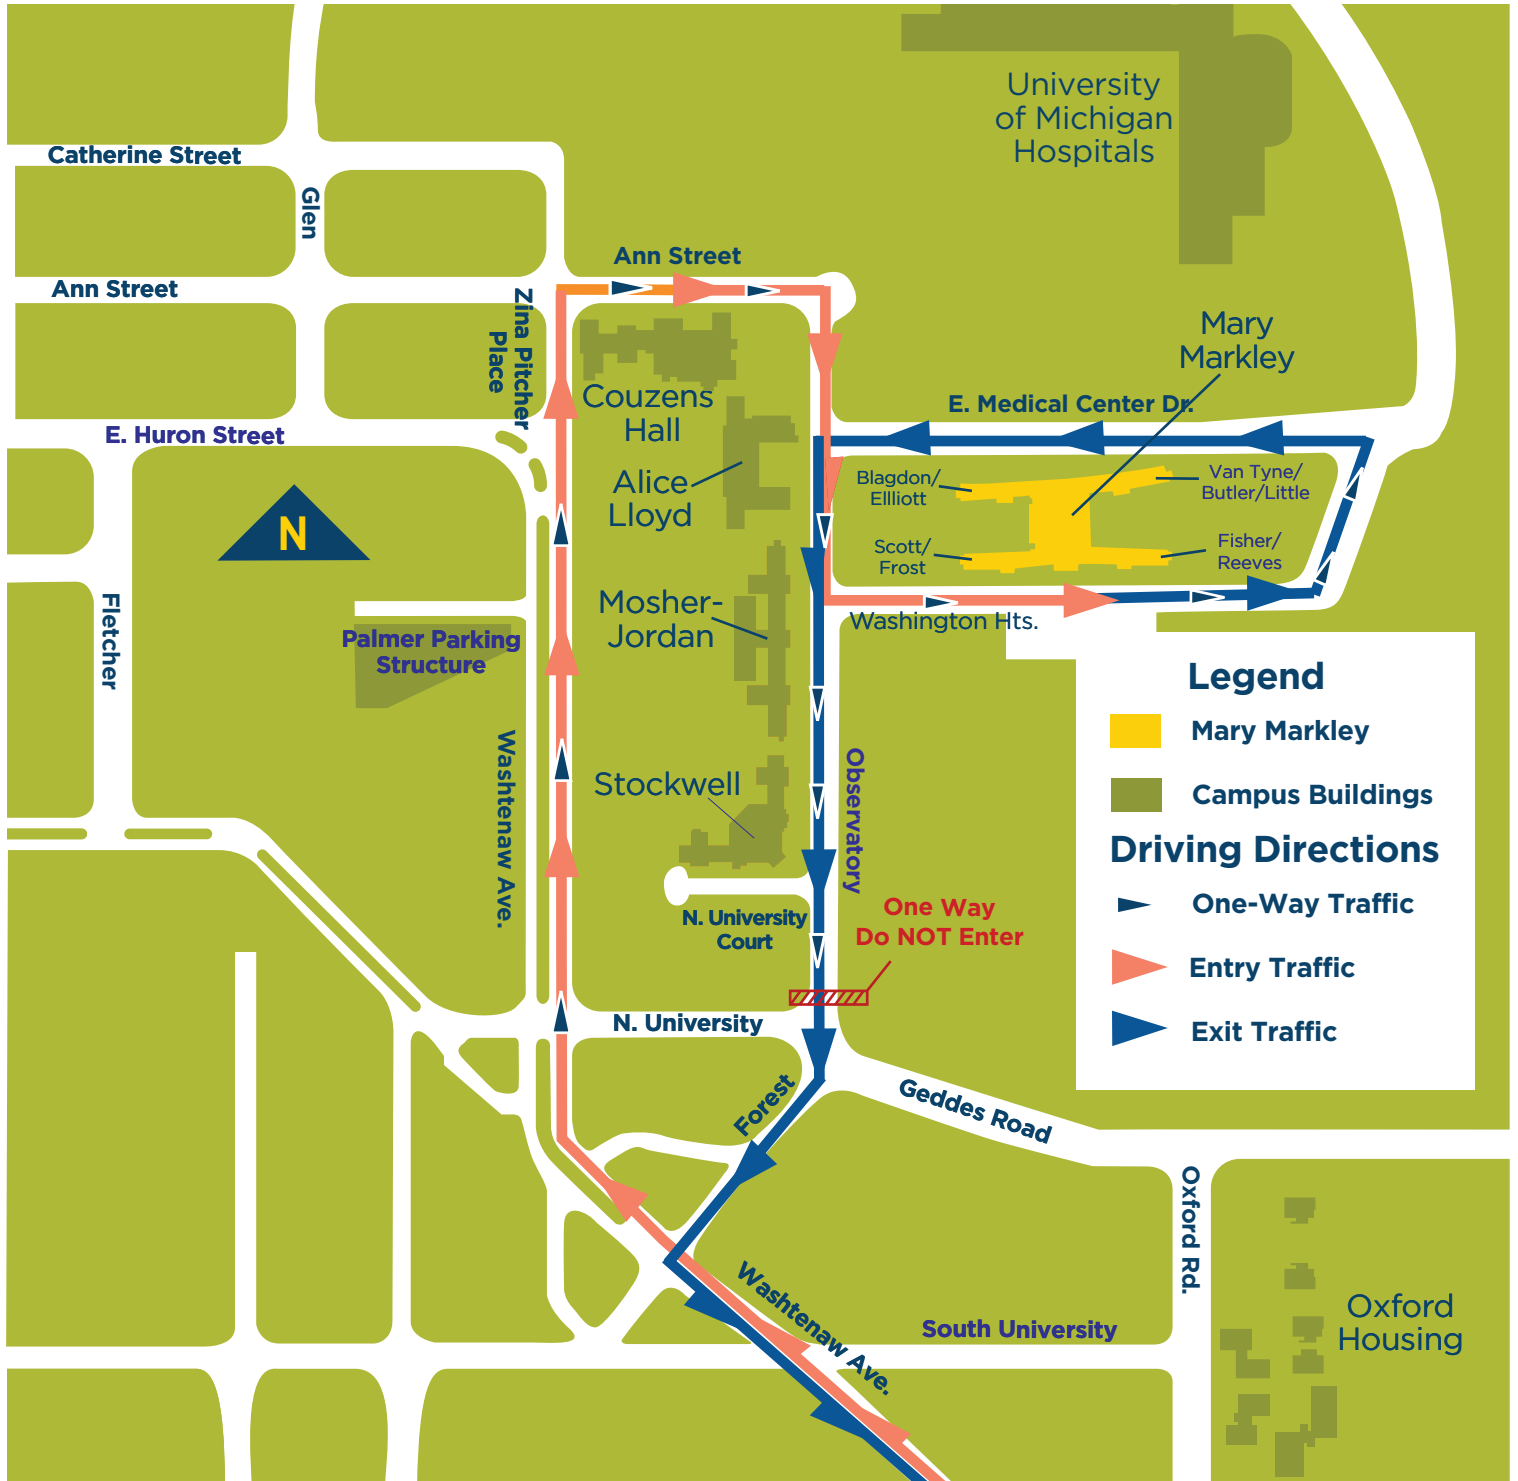 University
of Michigan
Hospitals
Catherine Street
Glen
Ann Street
Ann Street
Zina Pitcher
Place
Mary
Markley
Couzens
Hall
E. Medical Center Dr.
E. Huron Street
Alice
Lloyd
Blagdon/
Ellliott
Van Tyne/
Butler/Little
N
Scott/
Frost
Fisher/
Reeves
Fletcher
Mosher-
Jordan
Washington Hts.
Palmer Parking
Structure
Legend
Mary Markley
Campus Buildings
Driving Directions
One-Way Traffic
Entry Traffic
Exit Traffic
Washtenaw Ave.
Stockwell
Observatory
N. University
Court
One Way
Do NOT Enter
N. University
Forest
Geddes Road
Oxford Rd.
Washtenaw Ave.
South University
Oxford
Housing